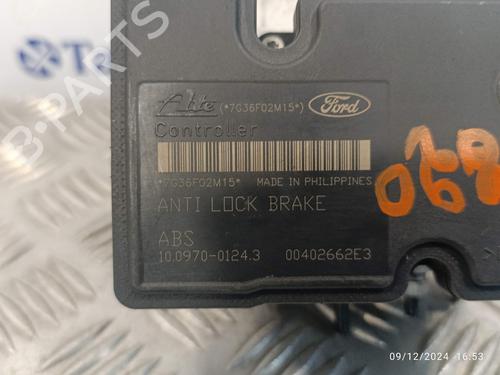 Ate (*7G36F02M15*) Ford
Controller
*7G36F02M15* MADE IN PHILIPPINES
ANTI LOCK BRAKE
ABS
10.0970-0124.3 00402662E3
09/12/2024 16:53